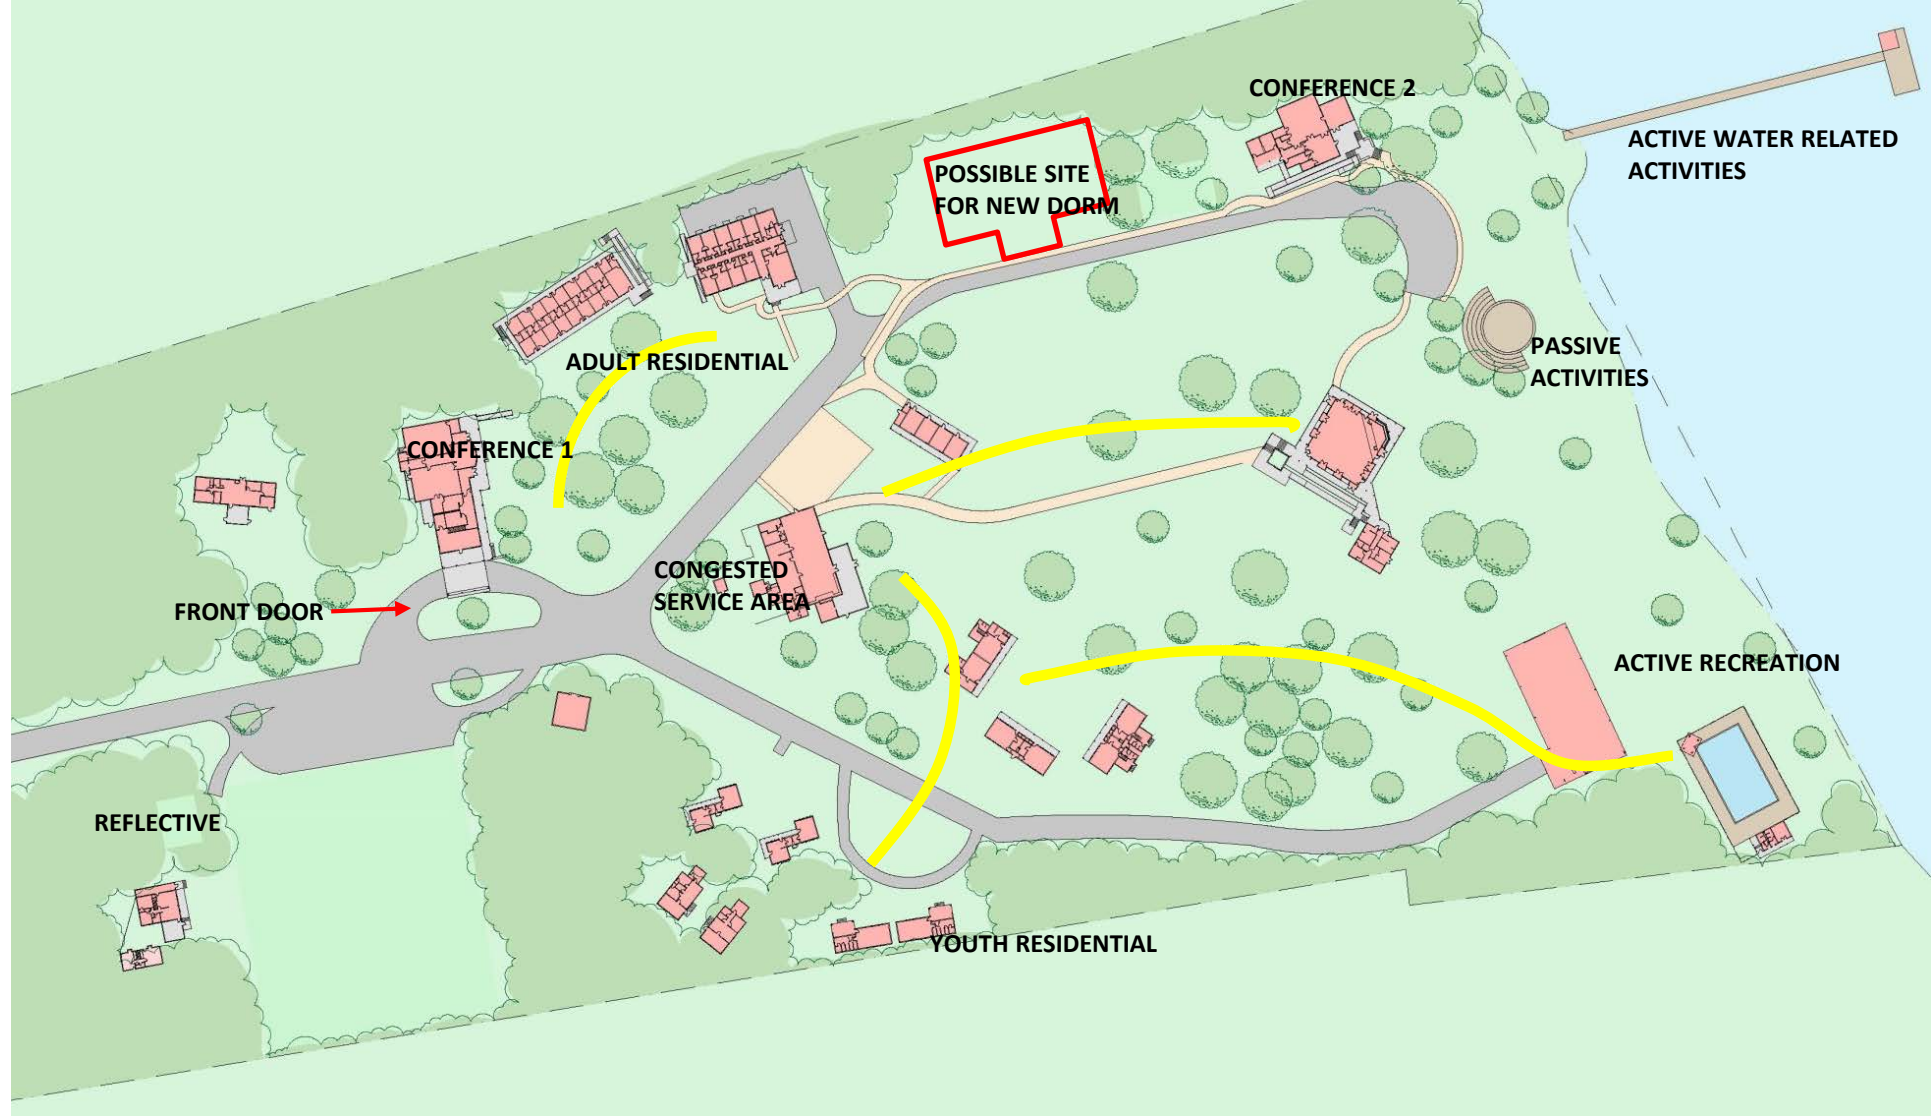 CONFERENCE 2
ACTIVE WATER RELATED
ACTIVITIES
POSSIBLE SITE
FOR NEW DORM
PASSIVE
ACTIVITIES
ADULT RESIDENTIAL
CONFERENCE 1
CONGESTED
SERVICE AREA
FRONT DOOR
ACTIVE RECREATION
REFLECTIVE
YOUTH RESIDENTIAL